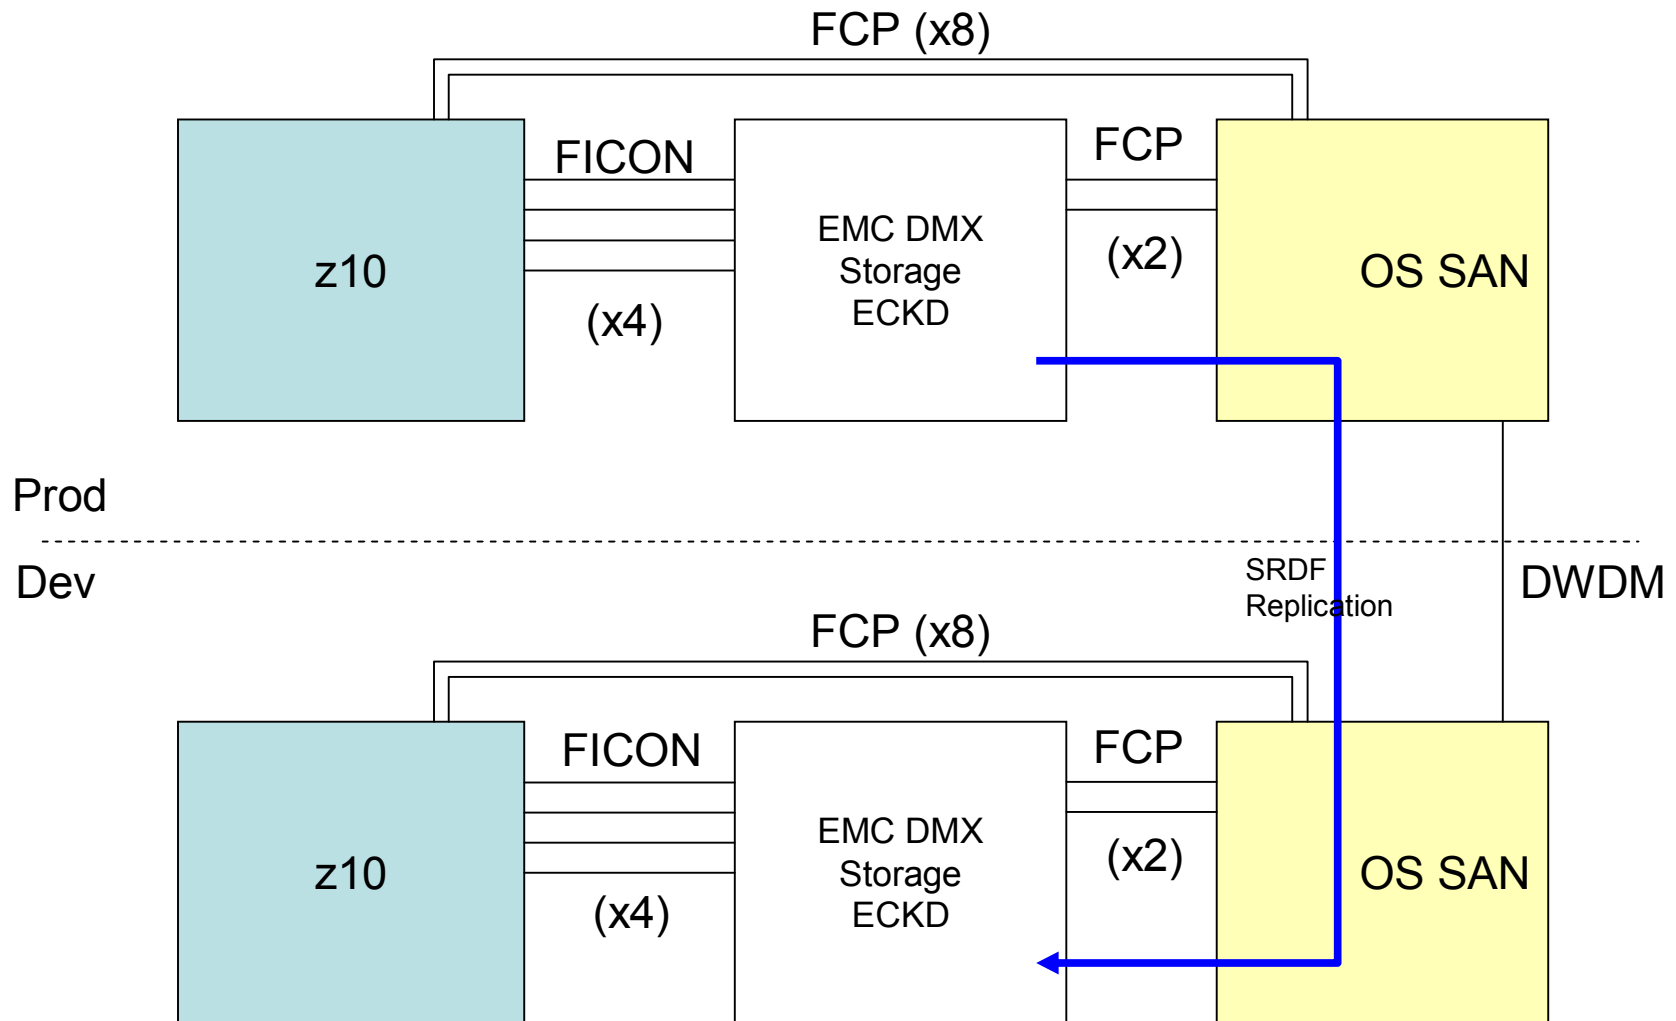 FCP (x8)
FICON
FCP
z10
EMC DMX
Storage
ECKD
(x2)
OS SAN
(x4)
Prod
Dev
SRDF
Replication
DWDM
FCP (x8)
FICON
FCP
z10
EMC DMX
Storage
ECKD
(x2)
OS SAN
(x4)